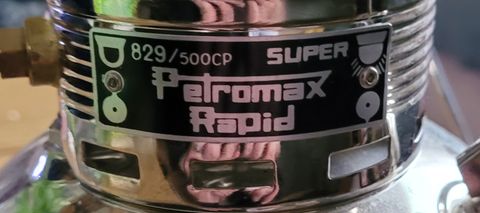 829/500CP SUPER
Petromax
Rapid